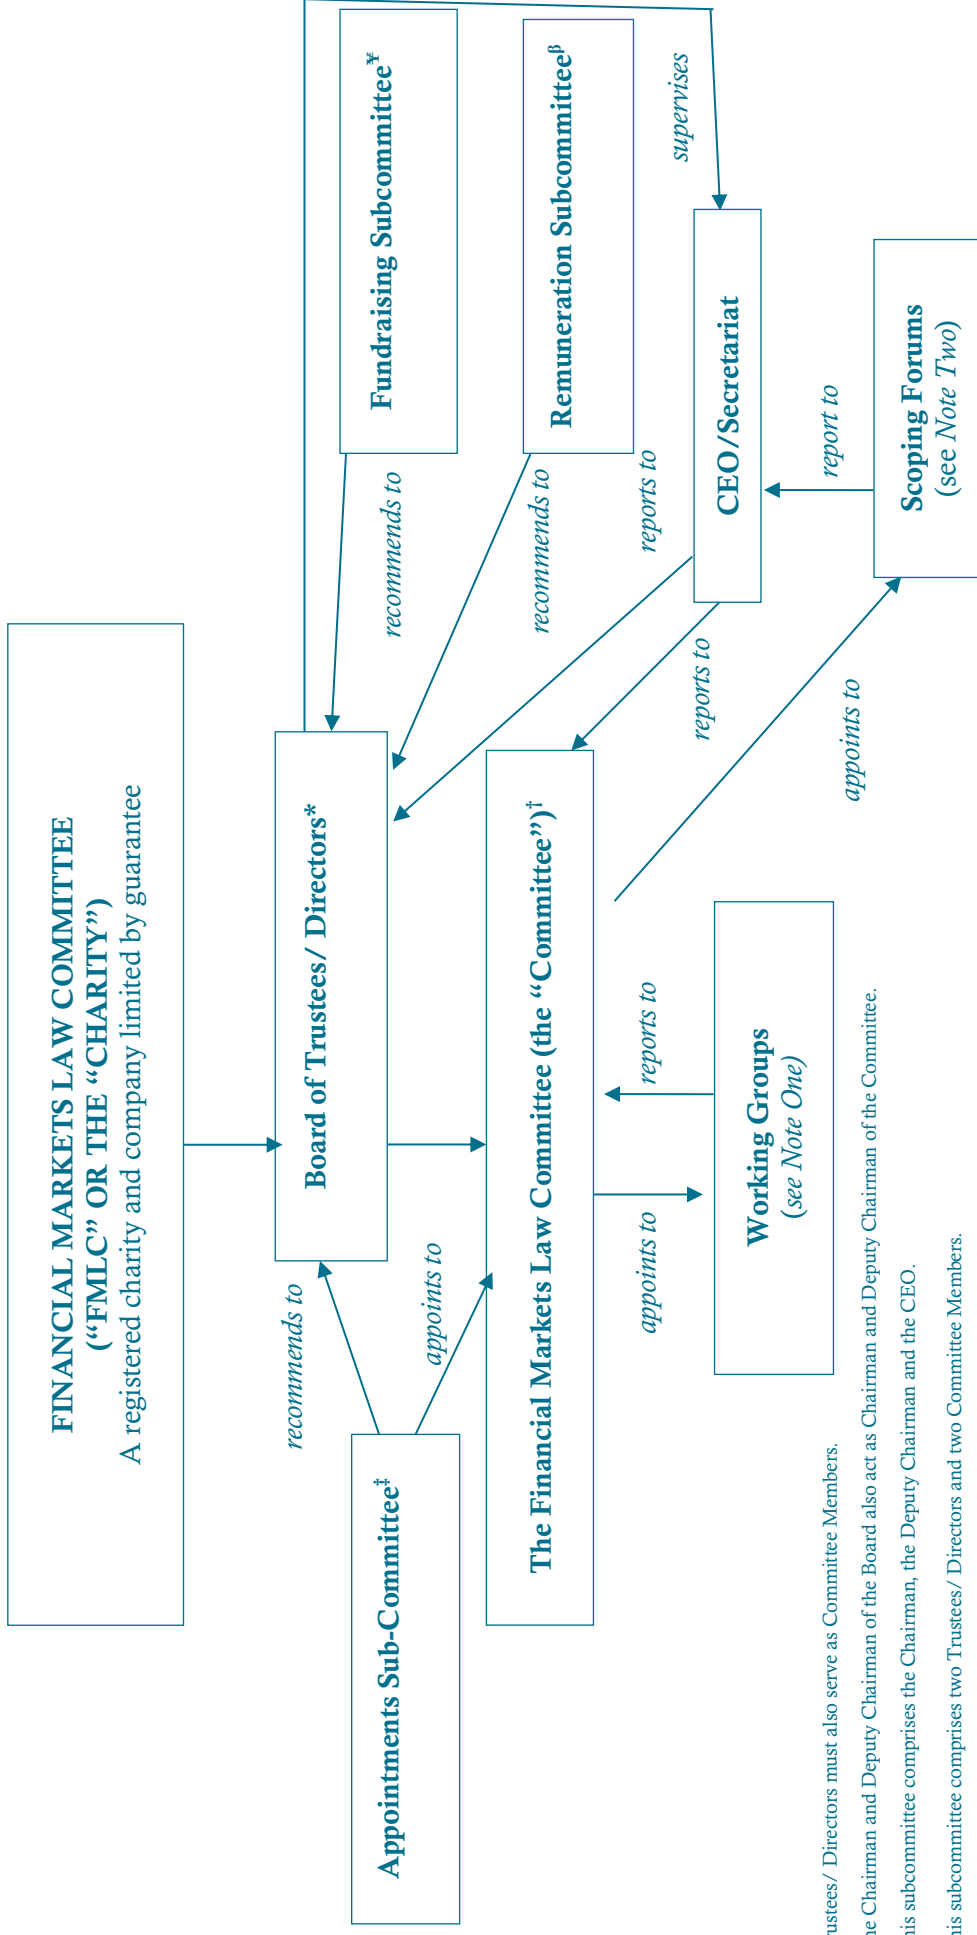 FINANCIAL MARKETS LAW COMMITTEE
(“FMLC” OR THE “CHARITY”)
A registered charity and company limited by guarantee
Board of Trustees/ Directors*
recommends to
Appointments Sub-Committee‡
appoints to
The Financial Markets Law Committee (the “Committee”)†
recommends to
Fundraising Subcommittee¥
recommends to
Remuneration Subcommitteeβ
reports to
supervises
reports to
CEO/Secretariat
appoints to
reports to
appoints to
report to
Working Groups
(see Note One)
Scoping Forums
(see Note Two)
Directors must also serve as Committee Members.
Chairman and Deputy Chairman of the Board also act as Chairman and Deputy Chairman of the Committee.
subcommittee comprises the Chairman, the Deputy Chairman and the CEO.
subcommittee comprises two Trustees/ Directors and two Committee Members.